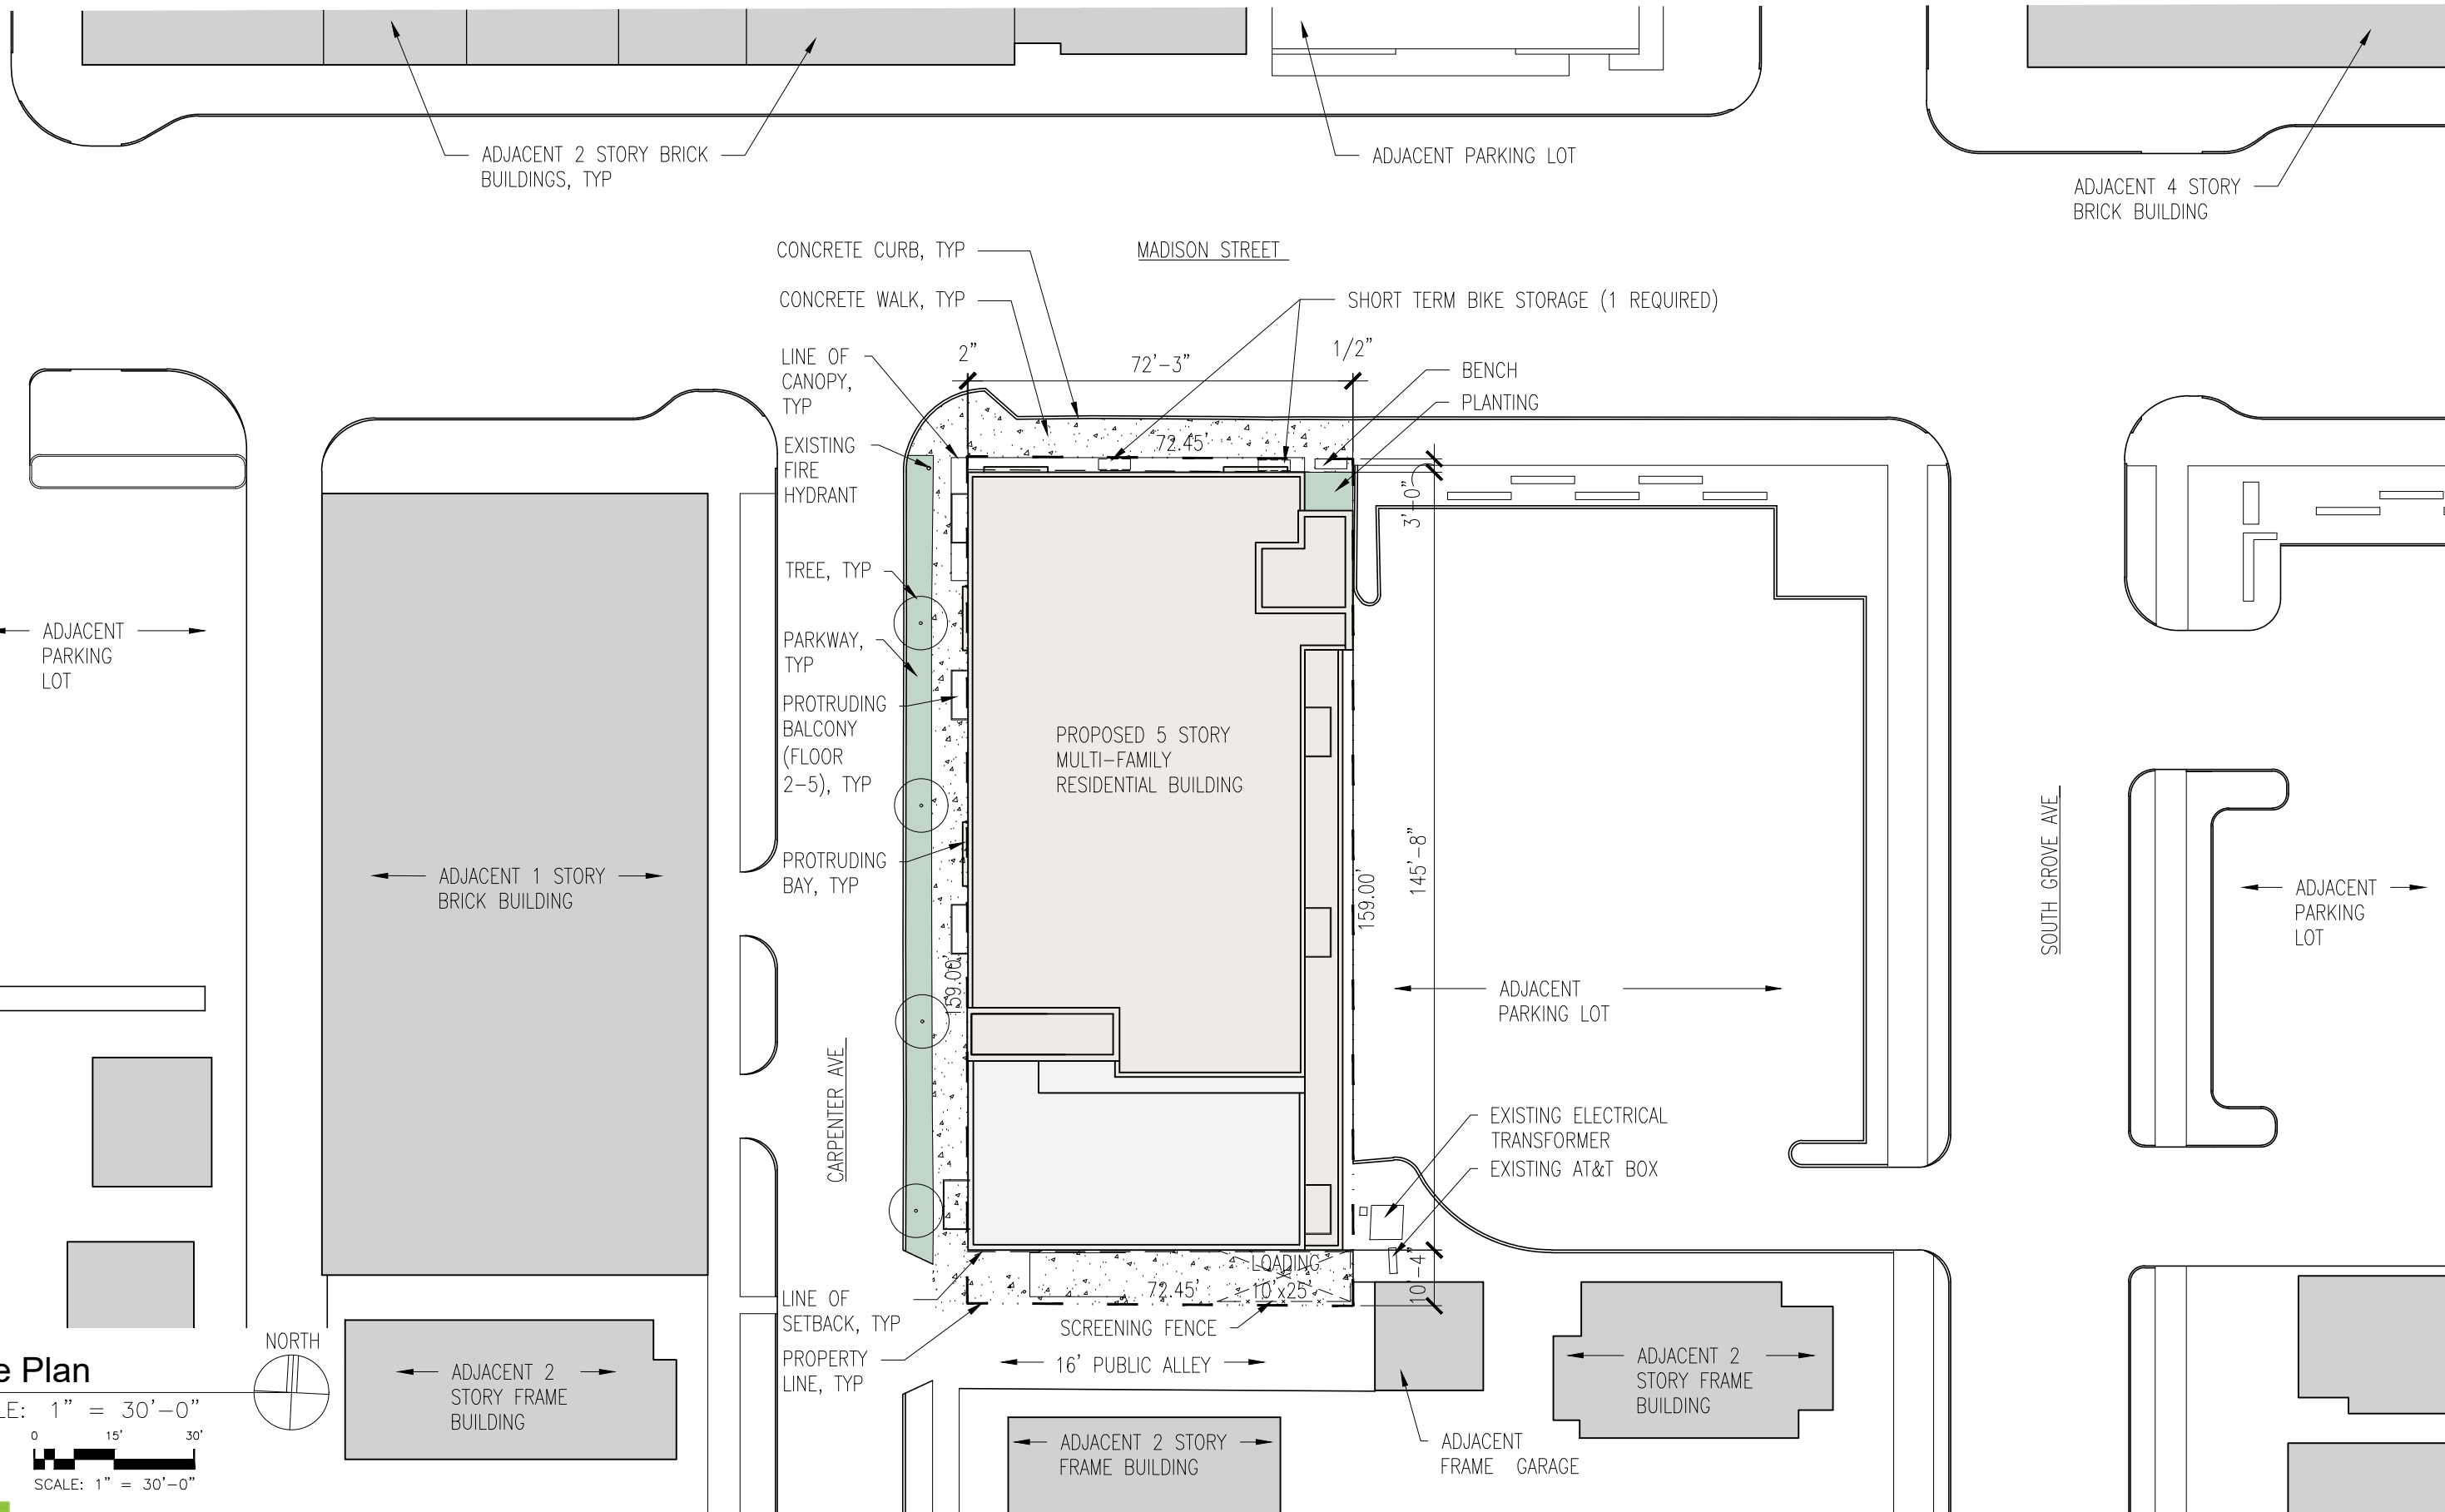 ADJACENT 2 STORY BRICK
BUILDINGS, TYP
ADJACENT PARKING LOT
ADJACENT 4 STORY
BRICK BUILDING
CONCRETE CURB, TYP
MADISON STREET
CONCRETE WALK, TYP
SHORT TERM BIKE STORAGE (1 REQUIRED)
LINE OF
CANOPY,
TYP
2"
72'-3"
1/2"
BENCH
PLANTING
EXISTING
FIRE
HYDRANT
72.45'
3'-0"
TREE, TYP
PARKWAY,
TYP
PROTRUDING
BALCONY
(FLOOR
2-5), TYP
PROTRUDING
BAY, TYP
ADJACENT
PARKING
LOT
ADJACENT 1 STORY
BRICK BUILDING
PROPOSED 5 STORY
MULTI-FAMILY
RESIDENTIAL BUILDING
159.00'
145'-8"
159.00'
SOUTH GROVE AVE
ADJACENT
PARKING
LOT
ADJACENT
PARKING LOT
CARPENTER AVE
EXISTING ELECTRICAL
TRANSFORMER
EXISTING AT&T BOX
LOADING
10'x25'
72.45'
10'-4"
LINE OF
SETBACK, TYP
SCREENING FENCE
PROPERTY
LINE, TYP
16' PUBLIC ALLEY
NORTH
e Plan
LE: 1" = 30'-0"
0 15' 30'
SCALE: 1" = 30'-0"
ADJACENT 2
STORY FRAME
BUILDING
ADJACENT 2 STORY
FRAME BUILDING
ADJACENT
FRAME GARAGE
ADJACENT 2
STORY FRAME
BUILDING